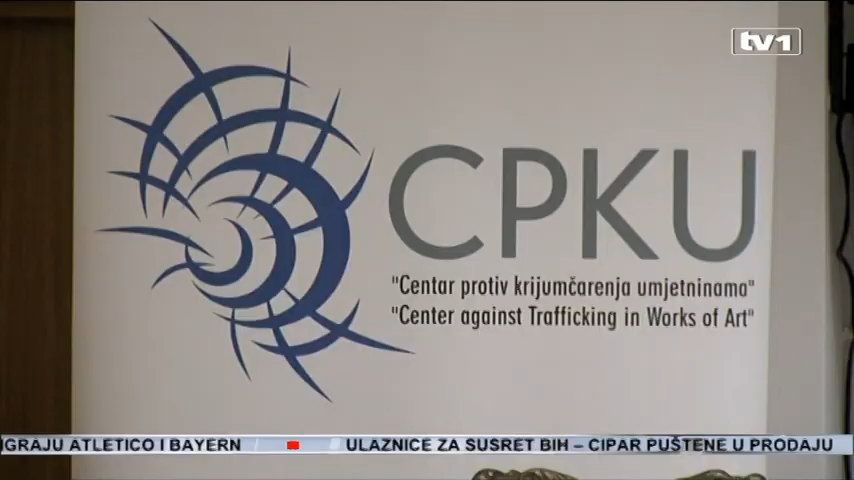 tv1
CPKU
"Centar protiv krijumčarenja umjetninama"
"Center against Trafficking in Works of Art"
IGRAJU ATLETICO I BAYERN ULAZNICE ZA SUSRET BIH – CIPAR PUŠTENE U PRODAJU